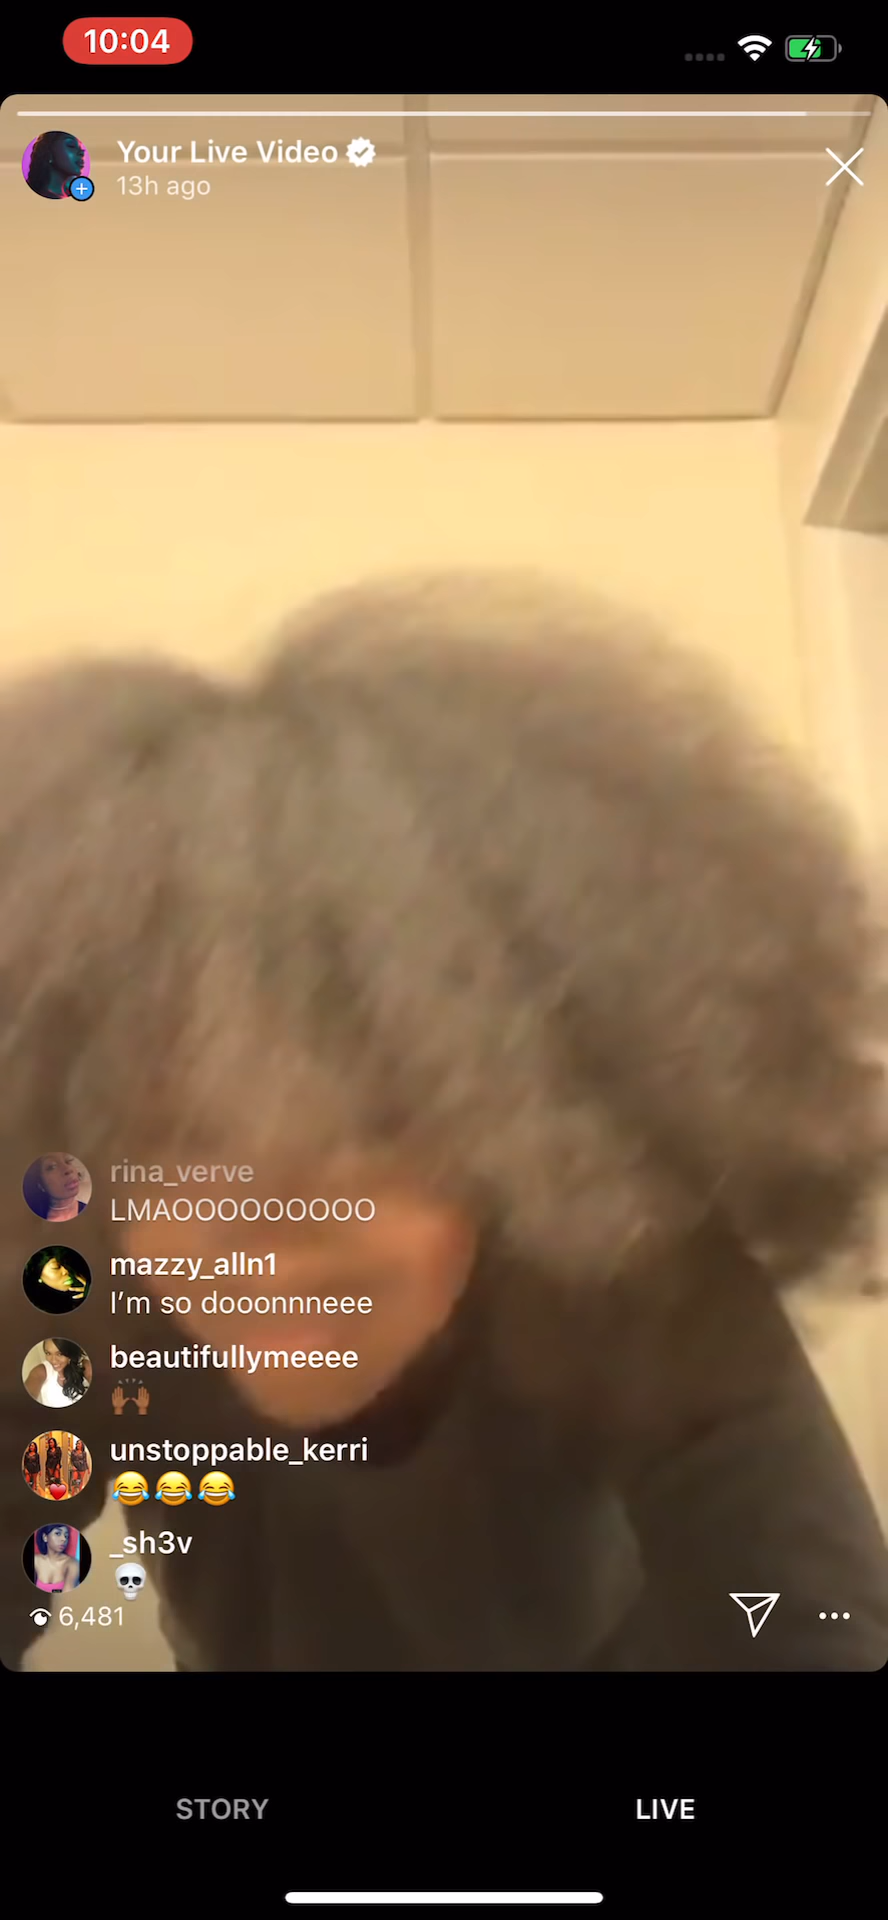 10:04
Your Live Video
13h ago
rina_verve
LMAOOOOOOOOO
mazzy_alln1
I'm so dooonnneee
beautifullymeeee
🙌🏾
unstoppable_kerri
😂😂😂
_sh3v
💀
6,481
STORY
LIVE